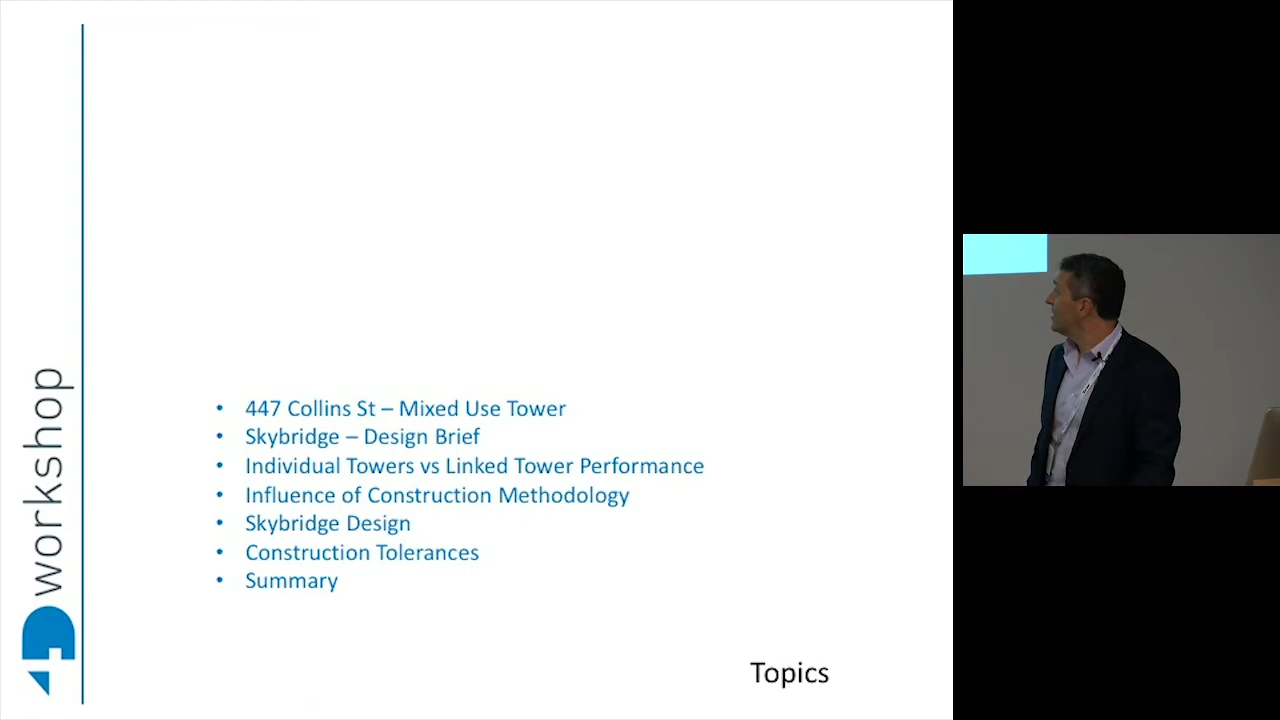 4D workshop
• 447 Collins St – Mixed Use Tower
• Skybridge – Design Brief
• Individual Towers vs Linked Tower Performance
• Influence of Construction Methodology
• Skybridge Design
• Construction Tolerances
• Summary
Topics